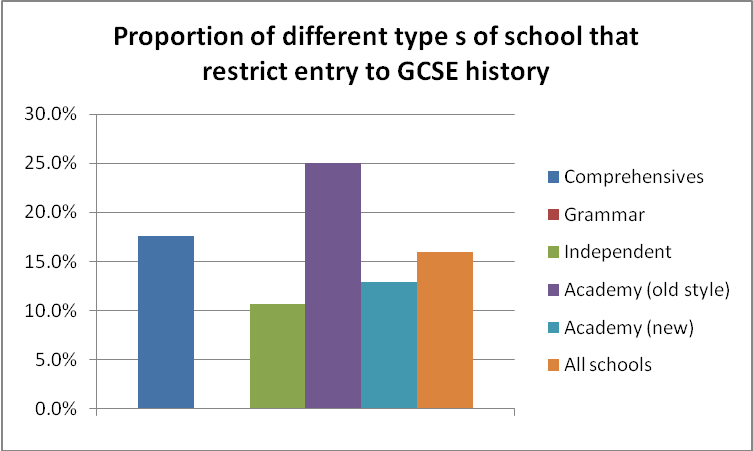 Proportion of different type s of school that
restrict entry to GCSE history
30.0%
25.0%
20.0%
15.0%
10.0%
5.0%
0.0%
Comprehensives
Grammar
Independent
Academy (old style)
Academy (new)
All schools